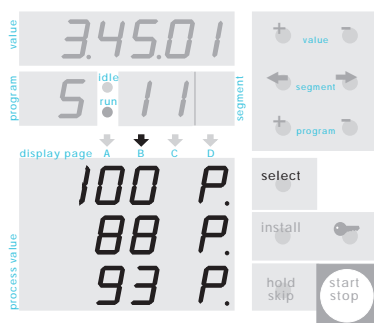 value
3.45.01
value
program
5
idle
run
11
segment
segment
program
display page A B C D
process value
100 P.
88 P.
93 P.
select
install
hold
skip
start
stop